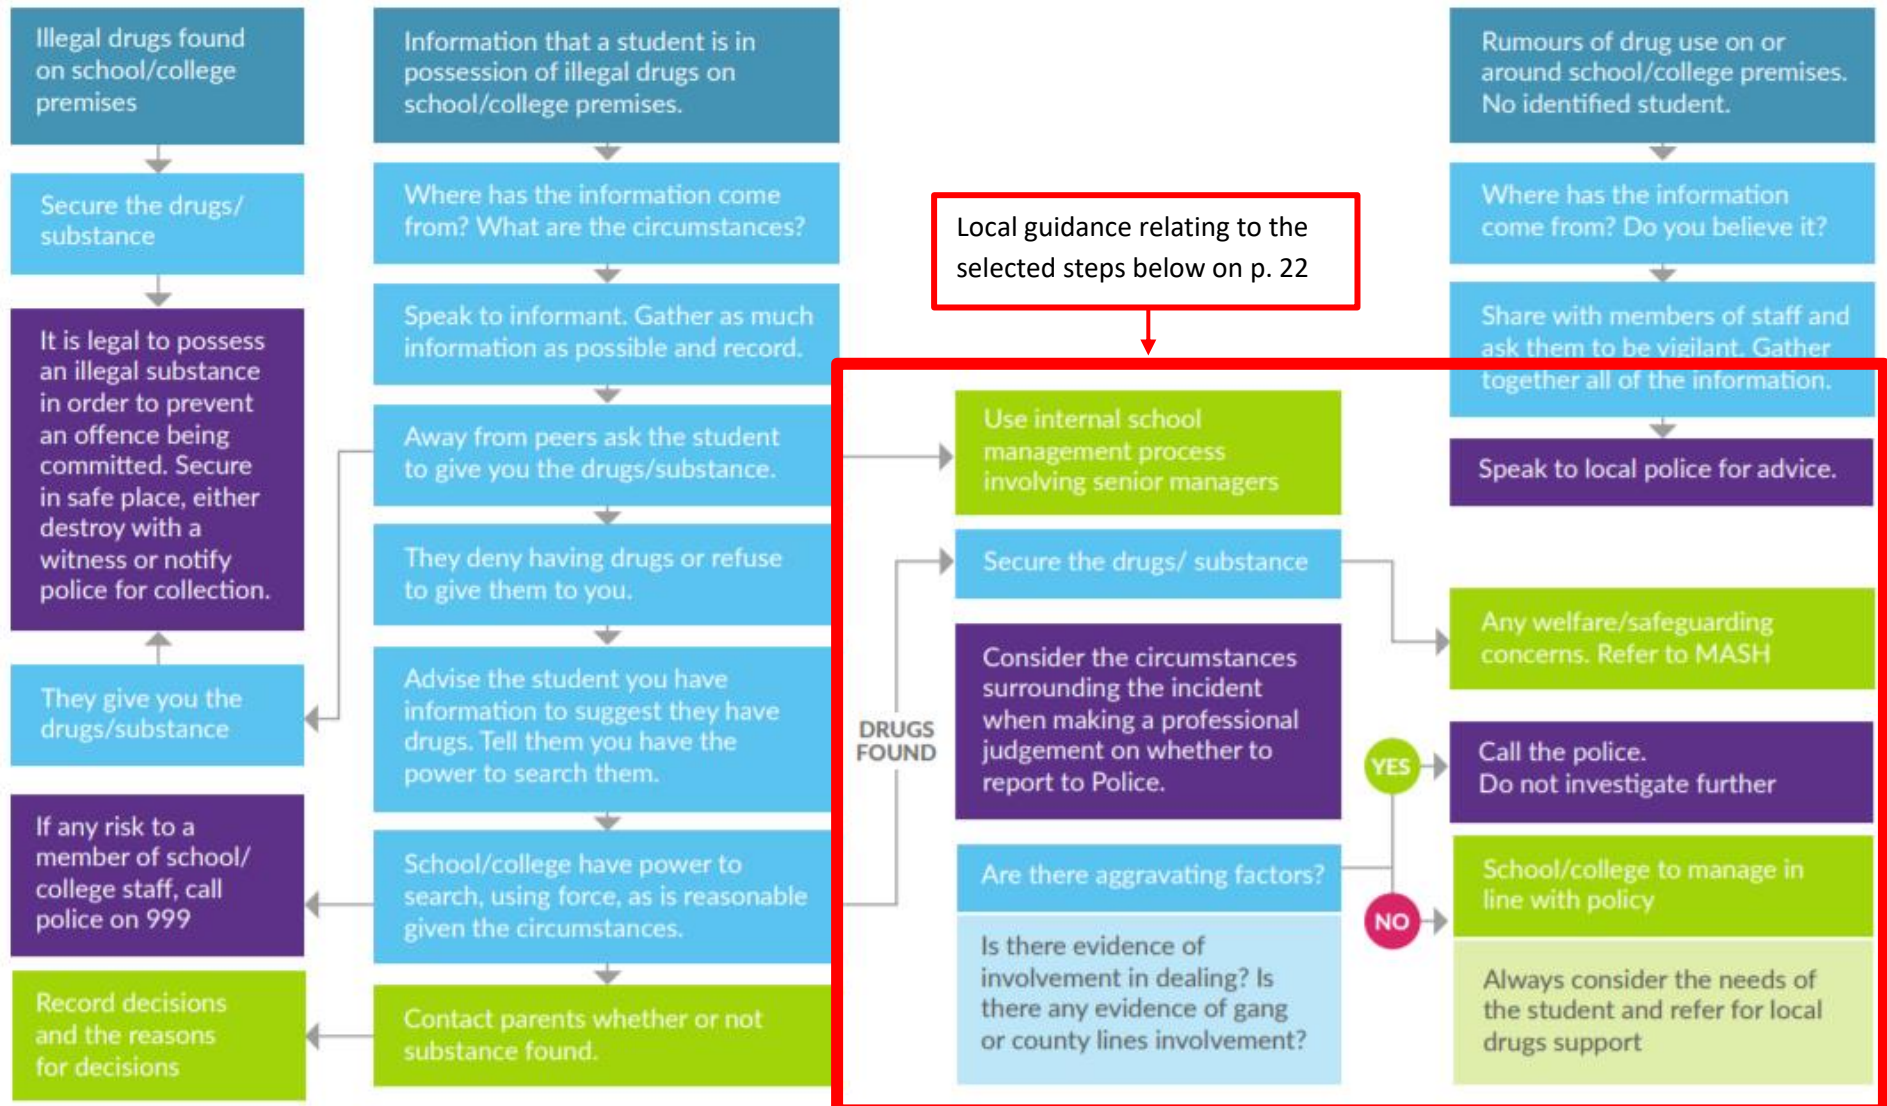 Illegal drugs found
on school/college
premises
Secure the drugs/
substance
It is legal to possess
an illegal substance
in order to prevent
an offence being
committed. Secure
in safe place, either
destroy with a
witness or notify
police for collection.
They give you the
drugs/substance
If any risk to a
member of school/
college staff, call
police on 999
Record decisions
and the reasons
for decisions
Information that a student is in
possession of illegal drugs on
school/college premises.
Where has the information come
from? What are the circumstances?
Speak to informant. Gather as much
information as possible and record.
Away from peers ask the student
to give you the drugs/substance.
They deny having drugs or refuse
to give them to you.
Advise the student you have
information to suggest they have
drugs. Tell them you have the
power to search them.
School/college have power to
search, using force, as is reasonable
given the circumstances.
Contact parents whether or not
substance found.
DRUGS
FOUND
Local guidance relating to the
selected steps below on p. 22
Use internal school
management process
involving senior managers
Secure the drugs/ substance
Consider the circumstances
surrounding the incident
when making a professional
judgement on whether to
report to Police.
Are there aggravating factors?
Is there evidence of
involvement in dealing? Is
there any evidence of gang
or county lines involvement?
YES
NO
Rumours of drug use on or
around school/college premises.
No identified student.
Where has the information
come from? Do you believe it?
Share with members of staff and
ask them to be vigilant. Gather
together all of the information.
Speak to local police for advice.
Any welfare/safeguarding
concerns. Refer to MASH
Call the police.
Do not investigate further
School/college to manage in
line with policy
Always consider the needs of
the student and refer for local
drugs support